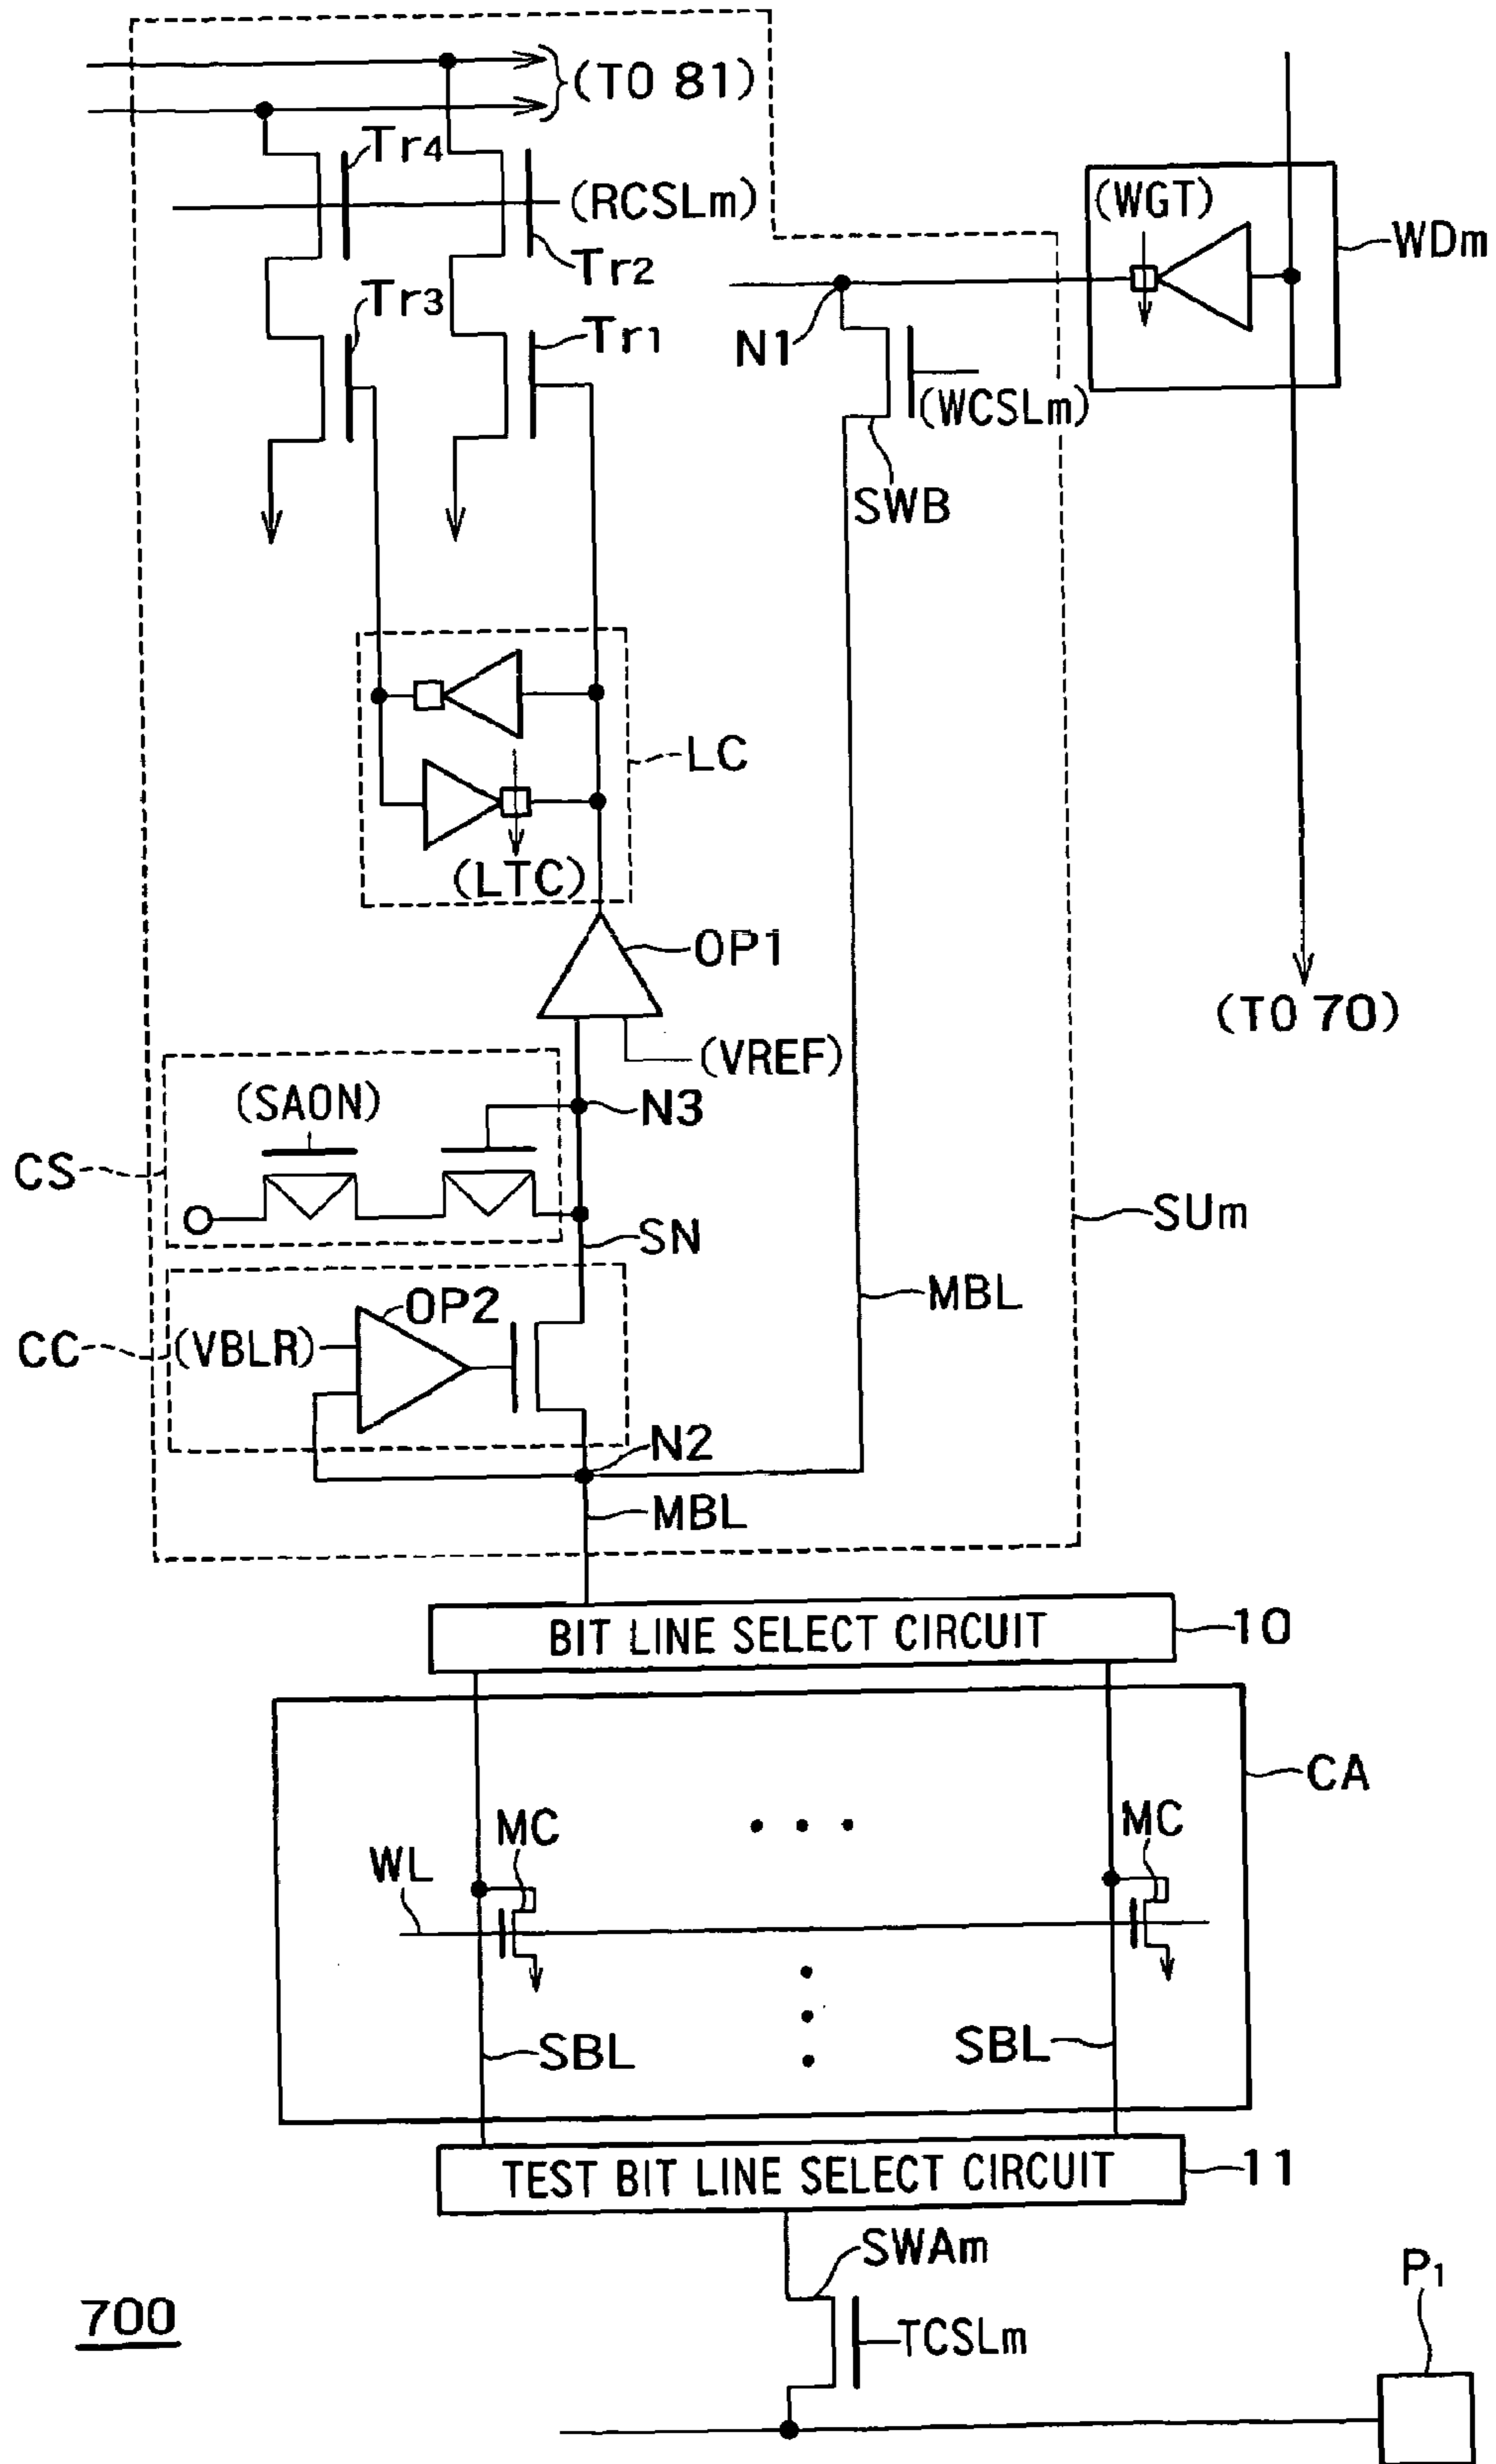 (TO 81)
Tr4
(RCSLm)
(WGT)
WDm
Tr2
Tr3
Tr1
N1
(WCSLm)
SWB
LC
(LTC)
OP1
(TO 70)
(VREF)
(SAON)
N3
CS
SUm
SN
OP2
MBL
CC
(VBLR)
N2
MBL
BIT LINE SELECT CIRCUIT
10
CA
MC
MC
WL
SBL
SBL
TEST BIT LINE SELECT CIRCUIT
11
SWAm
P1
700
TCSLm